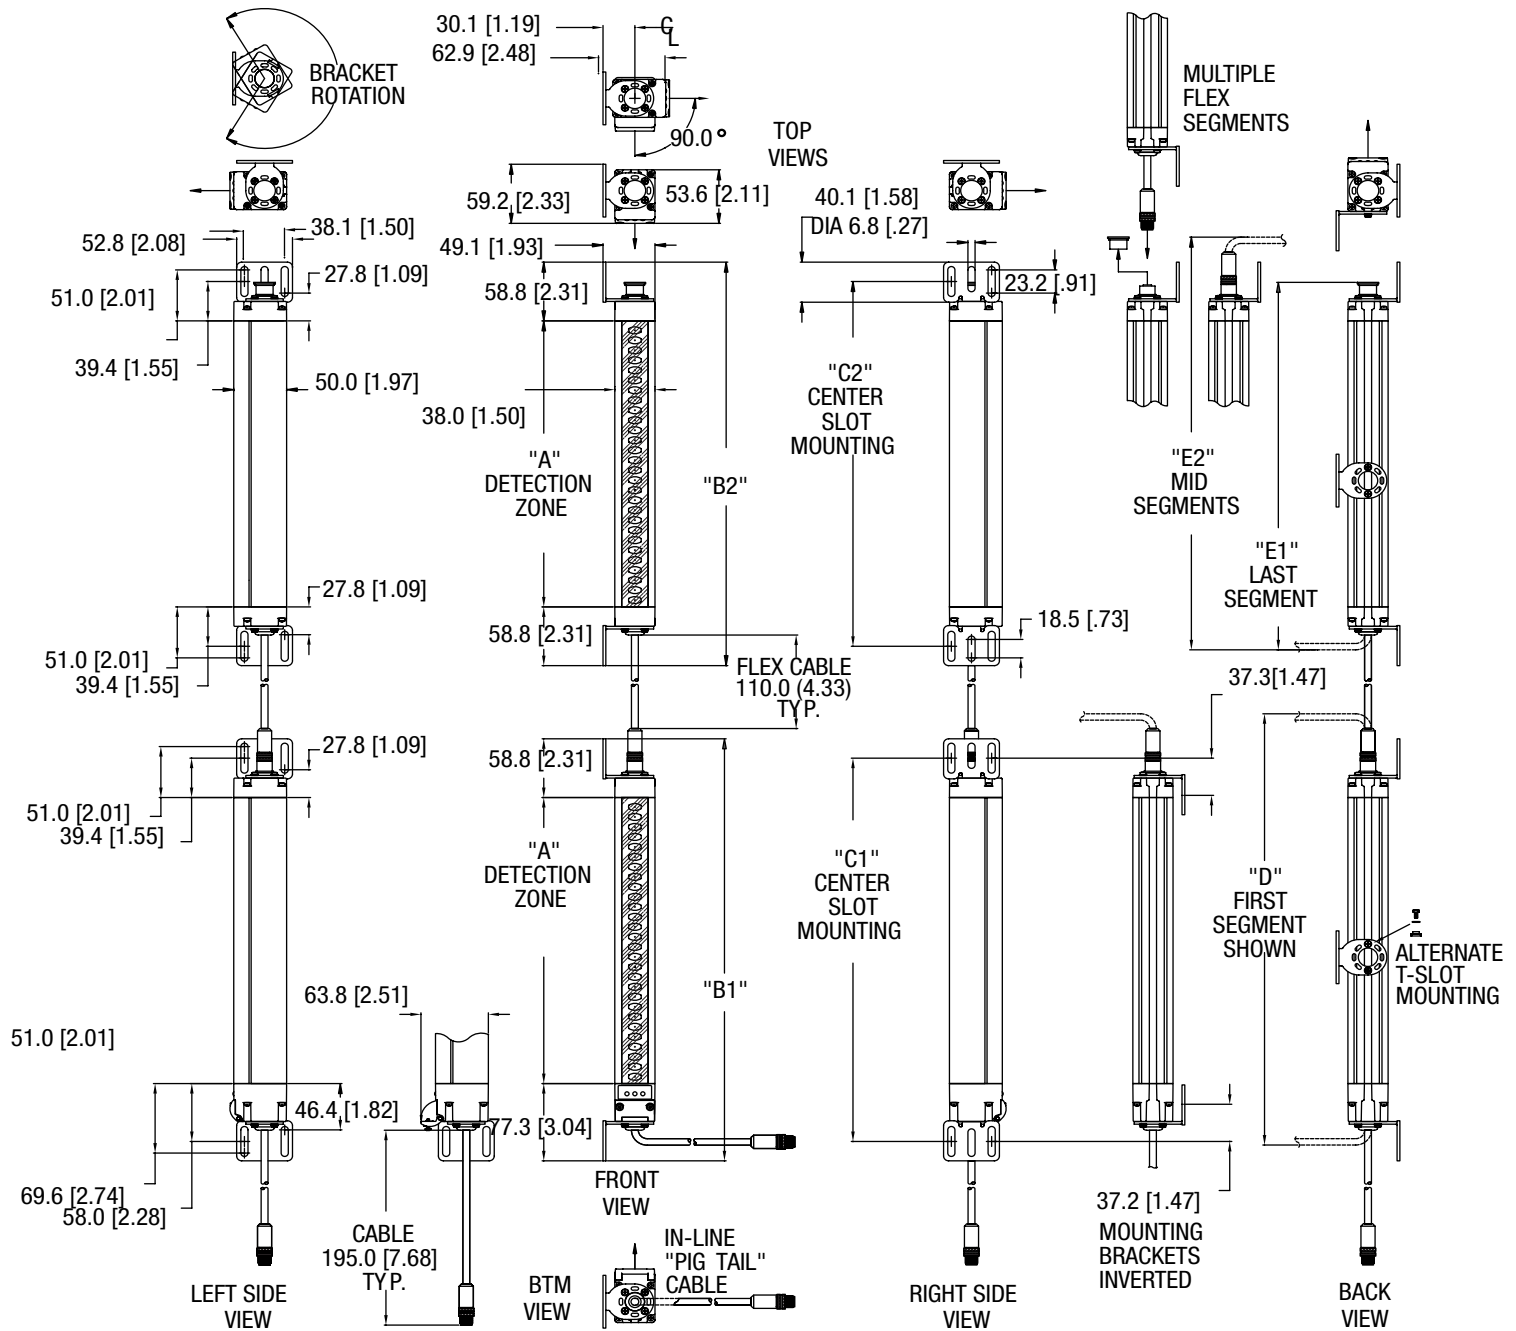 30.1 [1.19]
CL
62.9 [2.48]
BRACKET
ROTATION
90.0°
TOP
VIEWS
MULTIPLE
FLEX
SEGMENTS
59.2 [2.33]
53.6 [2.11]
40.1 [1.58]
DIA 6.8 [.27]
38.1 [1.50]
52.8 [2.08]
49.1 [1.93]
27.8 [1.09]
51.0 [2.01]
58.8 [2.31]
23.2 [.91]
39.4 [1.55]
50.0 [1.97]
38.0 [1.50]
"C2"
CENTER
SLOT
MOUNTING
"A"
DETECTION
ZONE
"B2"
"E2"
MID
SEGMENTS
"E1"
LAST
SEGMENT
27.8 [1.09]
58.8 [2.31]
18.5 [.73]
51.0 [2.01]
39.4 [1.55]
FLEX CABLE
110.0 (4.33)
TYP.
37.3[1.47]
27.8 [1.09]
58.8 [2.31]
51.0 [2.01]
39.4 [1.55]
"A"
DETECTION
ZONE
"C1"
CENTER
SLOT
MOUNTING
"D"
FIRST
SEGMENT
SHOWN
ALTERNATE
T-SLOT
MOUNTING
63.8 [2.51]
"B1"
51.0 [2.01]
46.4 [1.82]
77.3 [3.04]
69.6 [2.74]
58.0 [2.28]
FRONT
VIEW
37.2 [1.47]
MOUNTING
BRACKETS
INVERTED
CABLE
195.0 [7.68]
TYP.
IN-LINE
"PIG TAIL"
CABLE
BTM
VIEW
LEFT SIDE
VIEW
RIGHT SIDE
VIEW
BACK
VIEW